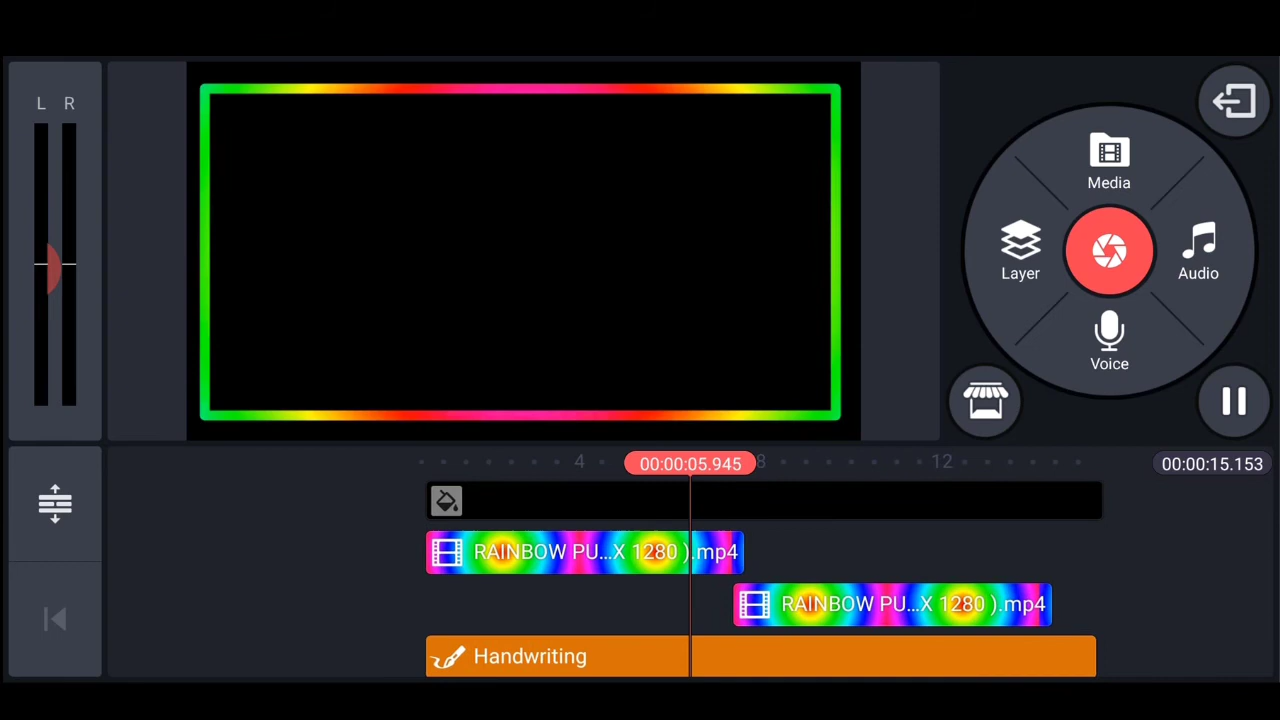 L R
Media
Layer
Audio
Voice
4 00:00:05.945 8 12 00:00:15.153
RAINBOW PU...X 1280 ).mp4
RAINBOW PU...X 1280 ).mp4
Handwriting